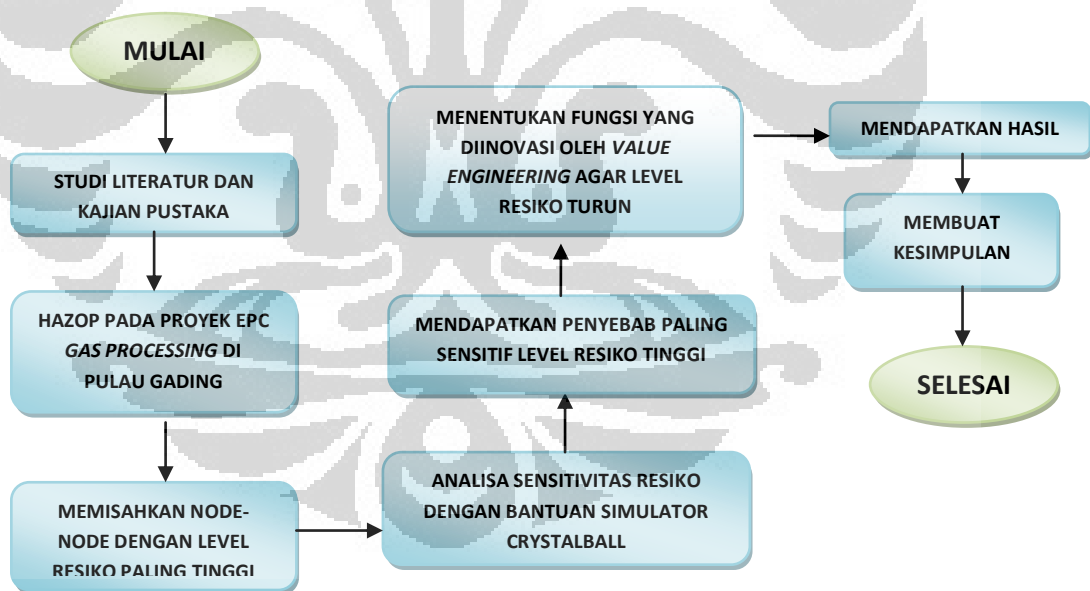 MULAI
STUDI LITERATUR DAN
KAJIAN PUSTAKA
HAZOP PADA PROYEK EPC
GAS PROCESSING DI
PULAU GADING
MEMISAHKAN NODE-
NODE DENGAN LEVEL
RESIKO PALING TINGGI
ANALISA SENSITIVITAS RESIKO
DENGAN BANTUAN SIMULATOR
CRYSTALBALL
MENDAPATKAN PENYEBAB PALING
SENSITIF LEVEL RESIKO TINGGI
MENENTUKAN FUNGSI YANG
DIINOVASI OLEH VALUE
ENGINEERING AGAR LEVEL
RESIKO TURUN
MENDAPATKAN HASIL
MEMBUAT
KESIMPULAN
SELESAI